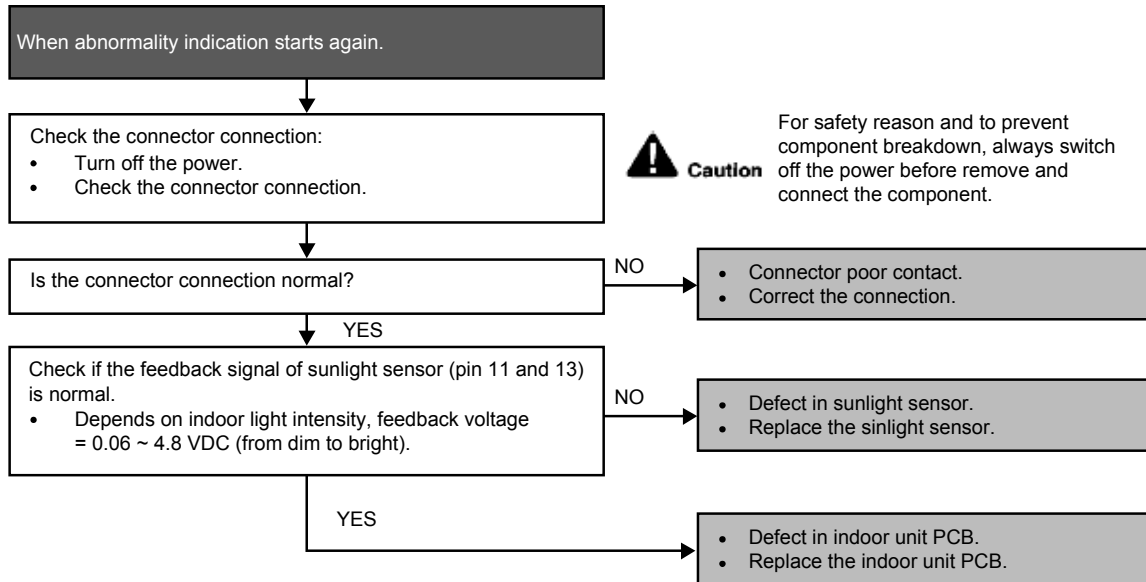 When abnormality indication starts again.
Check the connector connection:
• Turn off the power.
• Check the connector connection.
Caution
For safety reason and to prevent
component breakdown, always switch
off the power before remove and
connect the component.
Is the connector connection normal?
NO
• Connector poor contact.
• Correct the connection.
YES
Check if the feedback signal of sunlight sensor (pin 11 and 13)
is normal.
• Depends on indoor light intensity, feedback voltage
= 0.06 ~ 4.8 VDC (from dim to bright).
NO
• Defect in sunlight sensor.
• Replace the sinlight sensor.
YES
• Defect in indoor unit PCB.
• Replace the indoor unit PCB.